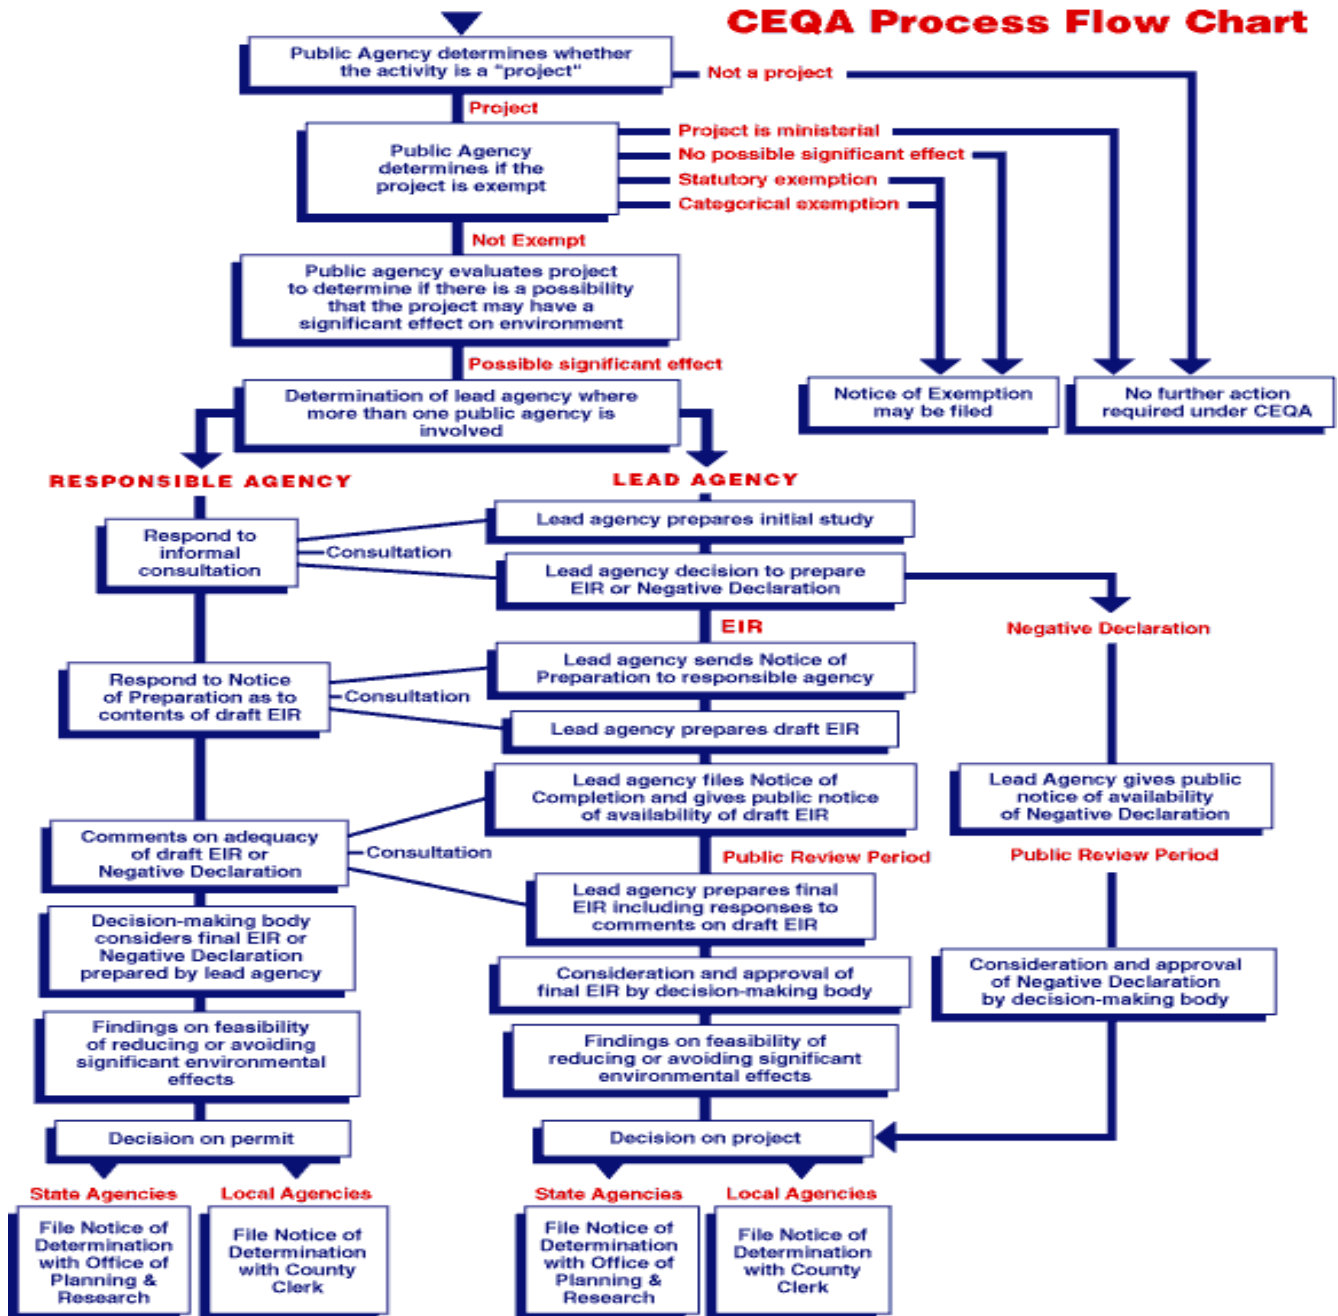 CEQA Process Flow Chart
Public Agency determines whether
the activity is a "project"
Not a project
Project
Public Agency
determines if the
project is exempt
Project is ministerial
No possible significant effect
Statutory exemption
Categorical exemption
Not Exempt
Public agency evaluates project
to determine if there is a possibility
that the project may have a
significant effect on environment
Possible significant effect
Determination of lead agency where
more than one public agency is
involved
Notice of Exemption
may be filed
No further action
required under CEQA
RESPONSIBLE AGENCY
LEAD AGENCY
Respond to
informal
consultation
Consultation
Lead agency prepares initial study
Lead agency decision to prepare
EIR or Negative Declaration
EIR
Negative Declaration
Respond to Notice
of Preparation as to
contents of draft EIR
Consultation
Lead agency sends Notice of
Preparation to responsible agency
Lead agency prepares draft EIR
Lead agency files Notice of
Completion and gives public notice
of availability of draft EIR
Lead Agency gives public
notice of availability
of Negative Declaration
Comments on adequacy
of draft EIR or
Negative Declaration
Consultation
Public Review Period
Public Review Period
Lead agency prepares final
EIR including responses to
comments on draft EIR
Decision-making body
considers final EIR or
Negative Declaration
prepared by lead agency
Consideration and approval of
final EIR by decision-making body
Consideration and approval
of Negative Declaration
by decision-making body
Findings on feasibility
of reducing or avoiding
significant environmental
effects
Findings on feasibility of
reducing or avoiding significant
environmental effects
Decision on permit
Decision on project
State Agencies
Local Agencies
State Agencies
Local Agencies
File Notice of
Determination
with Office of
Planning &
Research
File Notice of
Determination
with County
Clerk
File Notice of
Determination
with Office of
Planning &
Research
File Notice of
Determination
with County
Clerk